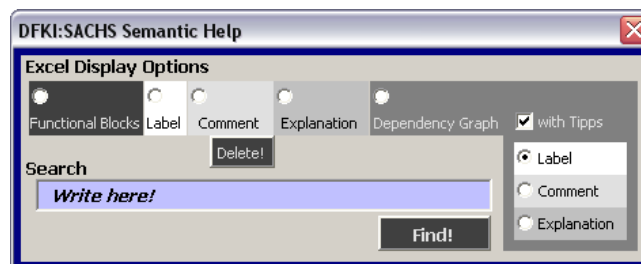 DFKI:SACHS Semantic Help
Excel Display Options
Functional Blocks Label Comment Explanation Dependency Graph
with Tipps
Delete!
Label
Search
Comment
Write here!
Explanation
Find!